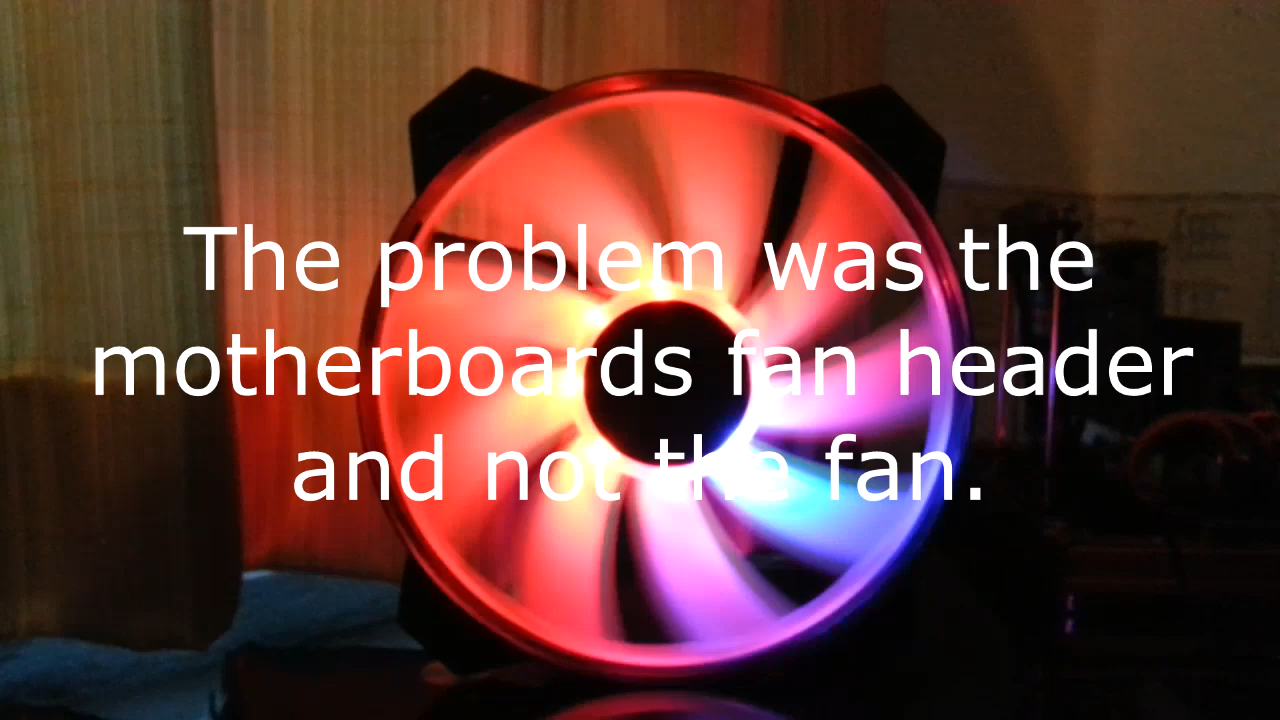 The problem was the
motherboards fan header
and not the fan.